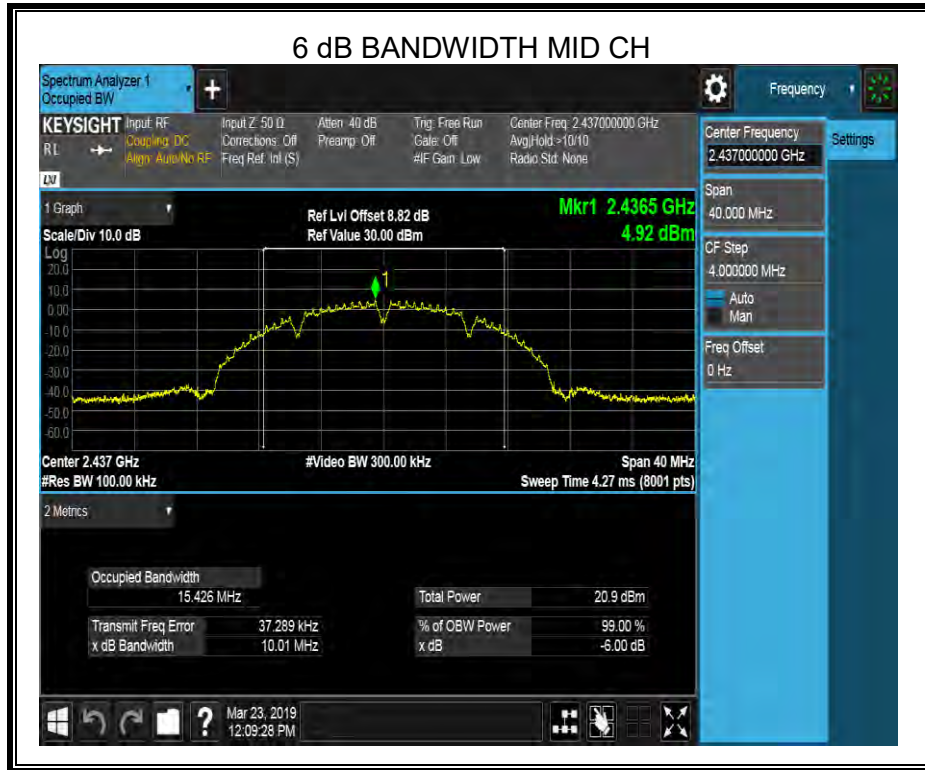 6 dB BANDWIDTH MID CH
Spectrum Analyzer 1
Occupied BW
+
Frequency
KEYSIGHT Input: RF Input Z: 50 Ω Atten: 40 dB Trig: Free Run Center Freq: 2.437000000 GHz
RL Coupling: DC Corrections: Off Preamp: Off Gate: Off Avg|Hold:>10/10
Align: Auto/No RF Freq Ref: Int (S) #IF Gain: Low Radio Std: None
LXI
Center Frequency
2.437000000 GHz
Settings
Span
40.000 MHz
CF Step
4.000000 MHz
Auto
Man
Freq Offset
0 Hz
1 Graph
Ref Lvl Offset 8.82 dB
Mkr1 2.4365 GHz
Scale/Div 10.0 dB
Ref Value 30.00 dBm
4.92 dBm
Log
20.0
10.0
0.00
-10.0
-20.0
-30.0
-40.0
-50.0
-60.0
1
Center 2.437 GHz #Video BW 300.00 kHz Span 40 MHz
#Res BW 100.00 kHz Sweep Time 4.27 ms (8001 pts)
2 Metrics
Occupied Bandwidth
15.426 MHz
Total Power 20.9 dBm
Transmit Freq Error 37.289 kHz % of OBW Power 99.00 %
x dB Bandwidth 10.01 MHz x dB -6.00 dB
?
Mar 23, 2019
12:09:28 PM